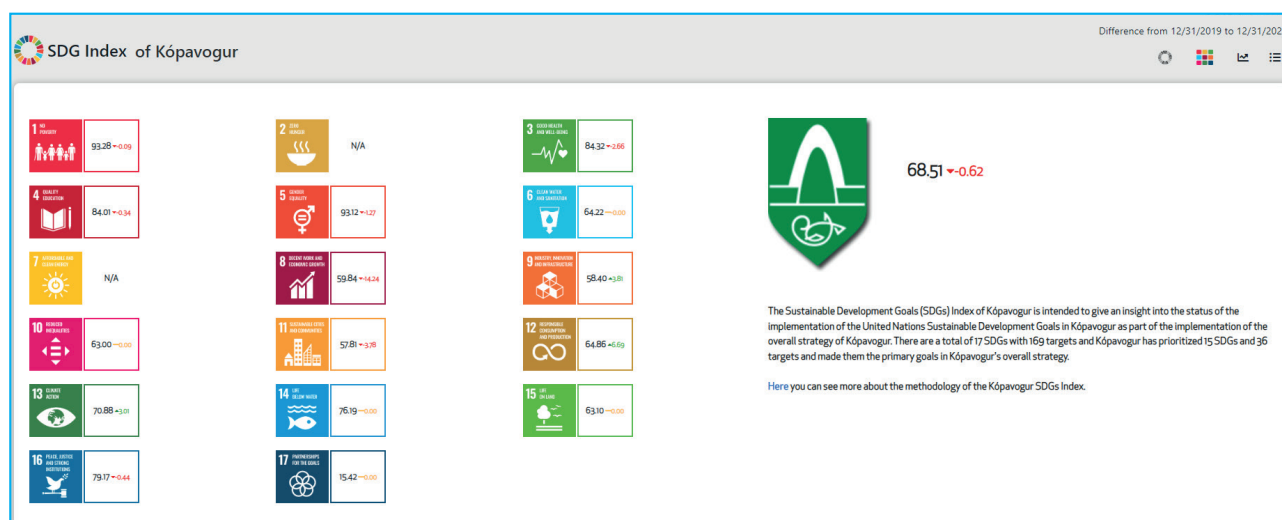 Difference from 12/31/2019 to 12/31/202
SDG Index of Kópavogur
1 NO POVERTY
93.28 -0.09
2 ZERO HUNGER
N/A
3 GOOD HEALTH AND WELL-BEING
84.32 -2.66
4 QUALITY EDUCATION
84.01 -0.34
5 GENDER EQUALITY
93.12 -1.27
6 CLEAN WATER AND SANITATION
64.22 -0.00
7 AFFORDABLE AND CLEAN ENERGY
N/A
8 DECENT WORK AND ECONOMIC GROWTH
59.84 -14.24
9 INDUSTRY, INNOVATION AND INFRASTRUCTURE
58.40 3.81
10 REDUCED INEQUALITIES
63.00 -0.00
11 SUSTAINABLE CITIES AND COMMUNITIES
57.81 -3.78
12 RESPONSIBLE CONSUMPTION AND PRODUCTION
64.86 6.69
13 CLIMATE ACTION
70.88 3.01
14 LIFE BELOW WATER
76.19 -0.00
15 LIFE ON LAND
63.10 -0.00
16 PEACE, JUSTICE AND STRONG INSTITUTIONS
79.17 -0.44
17 PARTNERSHIPS FOR THE GOALS
15.42 -0.00
68.51 -0.62
The Sustainable Development Goals (SDGs) Index of Kópavogur is intended to give an insight into the status of the
implementation of the United Nations Sustainable Development Goals in Kópavogur as part of the implementation of the
overall strategy of Kópavogur. There are a total of 17 SDGs with 169 targets and Kópavogur has prioritized 15 SDGs and 36
targets and made them the primary goals in Kópavogur's overall strategy.
Here you can see more about the methodology of the Kópavogur SDGs Index.